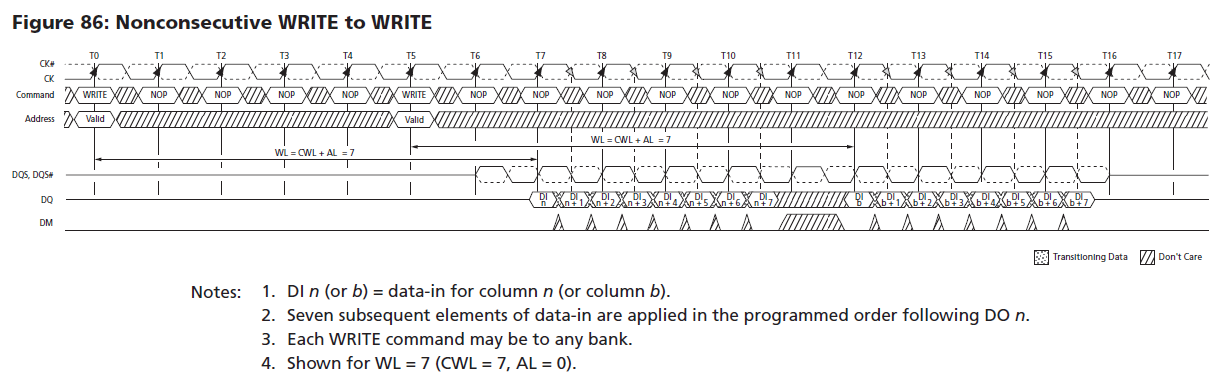 Figure 86: Nonconsecutive WRITE to WRITE
T0 T1 T2 T3 T4 T5 T6 T7 T8 T9 T10 T11 T12 T13 T14 T15 T16 T17
CK#
CK
Command WRITE NOP NOP NOP NOP WRITE NOP NOP NOP NOP NOP NOP NOP NOP NOP NOP NOP NOP
Address Valid Valid
WL = CWL + AL = 7
WL = CWL + AL = 7
DQS, DQS#
DQ DI n DI n + 1 DI n + 2 DI n + 3 DI n + 4 DI n + 5 DI n + 6 DI n + 7 DI b DI b + 1 DI b + 2 DI b + 3 DI b + 4 DI b + 5 DI b + 6 DI b + 7
DM
Transitioning Data Don't Care
Notes: 1. DI n (or b) = data-in for column n (or column b).
2. Seven subsequent elements of data-in are applied in the programmed order following DO n.
3. Each WRITE command may be to any bank.
4. Shown for WL = 7 (CWL = 7, AL = 0).